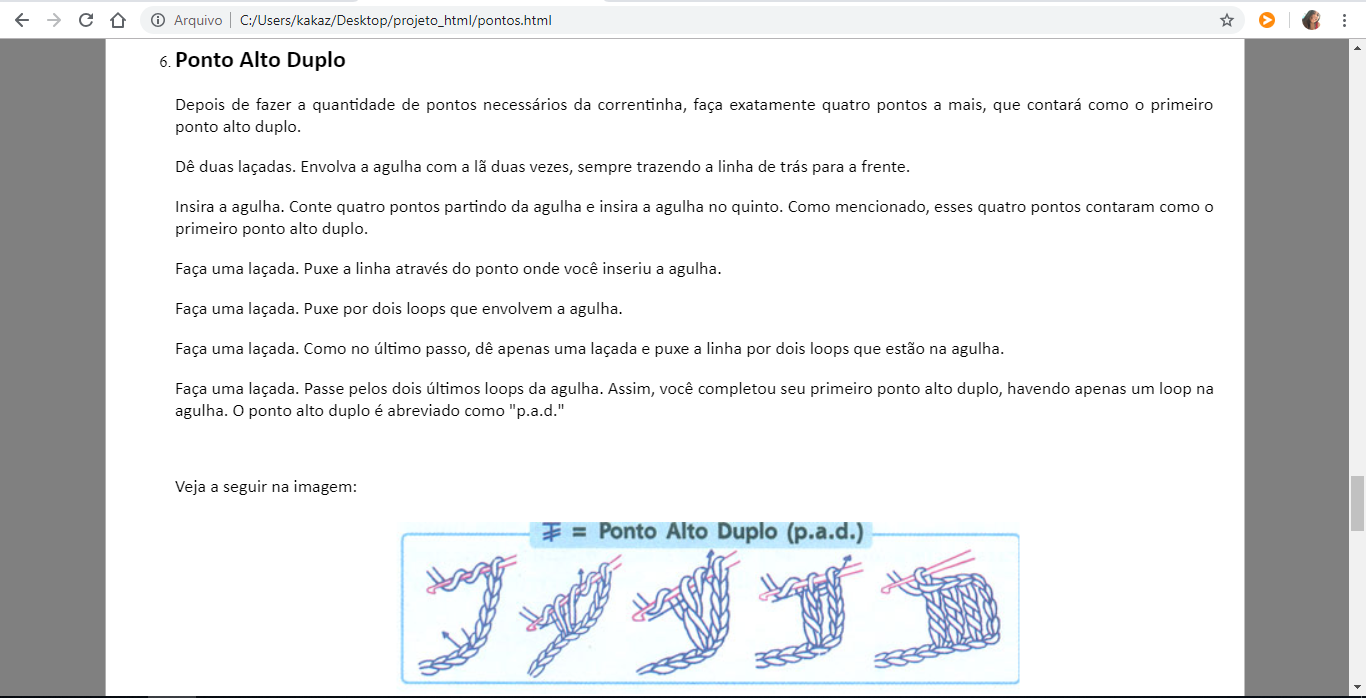 Arquivo | C:/Users/kakaz/Desktop/projeto_html/pontos.html
6. Ponto Alto Duplo
Depois de fazer a quantidade de pontos necessários da correntinha, faça exatamente quatro pontos a mais, que contará como o primeiro
ponto alto duplo.
Dê duas laçadas. Envolva a agulha com a lã duas vezes, sempre trazendo a linha de trás para a frente.
Insira a agulha. Conte quatro pontos partindo da agulha e insira a agulha no quinto. Como mencionado, esses quatro pontos contaram como o
primeiro ponto alto duplo.
Faça uma laçada. Puxe a linha através do ponto onde você inseriu a agulha.
Faça uma laçada. Puxe por dois loops que envolvem a agulha.
Faça uma laçada. Como no último passo, dê apenas uma laçada e puxe a linha por dois loops que estão na agulha.
Faça uma laçada. Passe pelos dois últimos loops da agulha. Assim, você completou seu primeiro ponto alto duplo, havendo apenas um loop na
agulha. O ponto alto duplo é abreviado como "p.a.d."
Veja a seguir na imagem:
= Ponto Alto Duplo (p.a.d.)